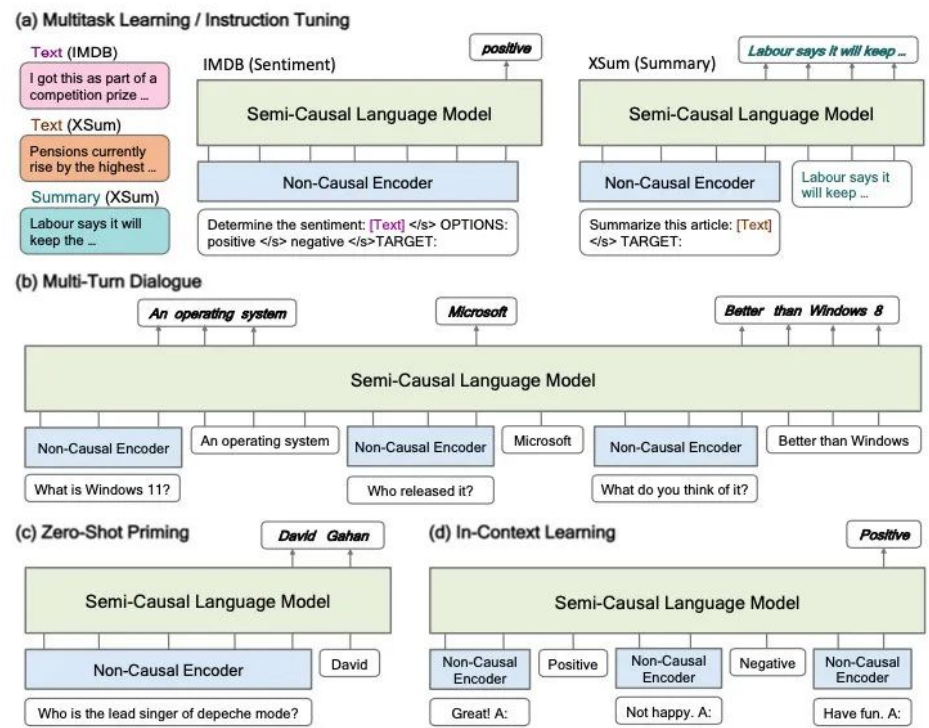 (a) Multitask Learning / Instruction Tuning
Text (IMDB)
I got this as part of a
competition prize ...
Text (XSum)
Pensions currently
rise by the highest ...
Summary (XSum)
Labour says it will
keep the ...
IMDB (Sentiment)
positive
Semi-Causal Language Model
Non-Causal Encoder
Determine the sentiment: [Text] </s> OPTIONS:
positive </s> negative </s>TARGET:
XSum (Summary)
Labour says it will keep ...
Semi-Causal Language Model
Non-Causal Encoder
Labour says it
will keep ...
Summarize this article: [Text]
</s> TARGET:
(b) Multi-Turn Dialogue
An operating system
Microsoft
Better than Windows 8
Semi-Causal Language Model
Non-Causal Encoder
An operating system
Non-Causal Encoder
Microsoft
Non-Causal Encoder
Better than Windows
What is Windows 11?
Who released it?
What do you think of it?
(c) Zero-Shot Priming
David Gahan
Semi-Causal Language Model
Non-Causal Encoder
David
Who is the lead singer of depeche mode?
(d) In-Context Learning
Positive
Semi-Causal Language Model
Non-Causal
Encoder
Positive
Non-Causal
Encoder
Negative
Non-Causal
Encoder
Great! A:
Not happy. A:
Have fun. A: